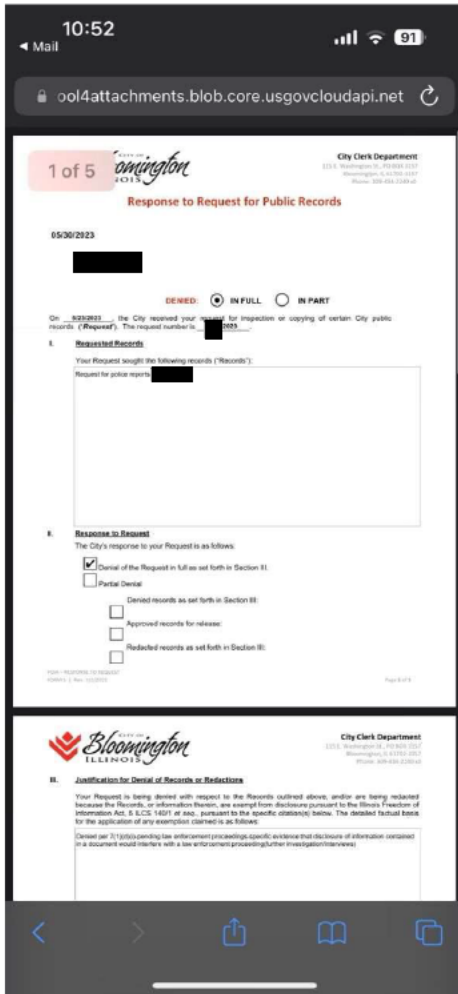 10:52
Mail
91
ool4attachments.blob.core.usgovcloudapi.net
1 of 5
CITY OF
omington
OIS
City Clerk Department
Response to Request for Public Records
05/30/2023
DENIED: IN FULL IN PART
On 5/23/2023, the City received your request for inspection or copying of certain City public
records ("Request"). The request number is 2023.
I. Requested Records
Your Request sought the following records ("Records"):
Request for police reports
II. Response to Request
The City's response to your Request is as follows:
Denial of the Request in full as set forth in Section III.
Partial Denial
Denied records as set forth in Section III:
Approved records for release:
Redacted records as set forth in Section III:
CITY OF
Bloomington
ILLINOIS
City Clerk Department
III. Justification for Denial of Records or Redactions
Your Request is being denied with respect to the Records outlined above, and/or are being redacted
because the Records, or information therein, are exempt from disclosure pursuant to the Illinois Freedom of
Information Act, 5 ILCS 140/1 et seq., pursuant to the specific citation(s) below. The detailed factual basis
for the application of any exemption claimed is as follows:
Denied per 7(1)(d)(i)-pending law enforcement proceedings-specific evidence that disclosure of information contained
in a document would interfere with a law enforcement proceeding(further investigation/interviews)